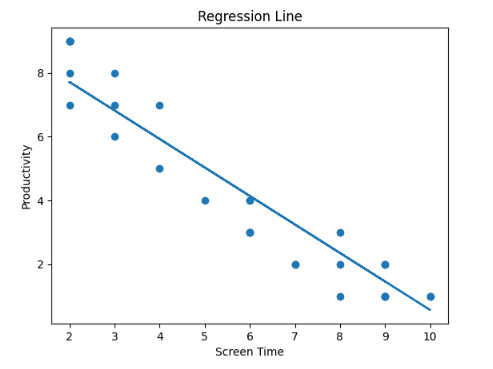 Regression Line
8
6
4
2
Productivity
2 3 4 5 6 7 8 9 10
Screen Time